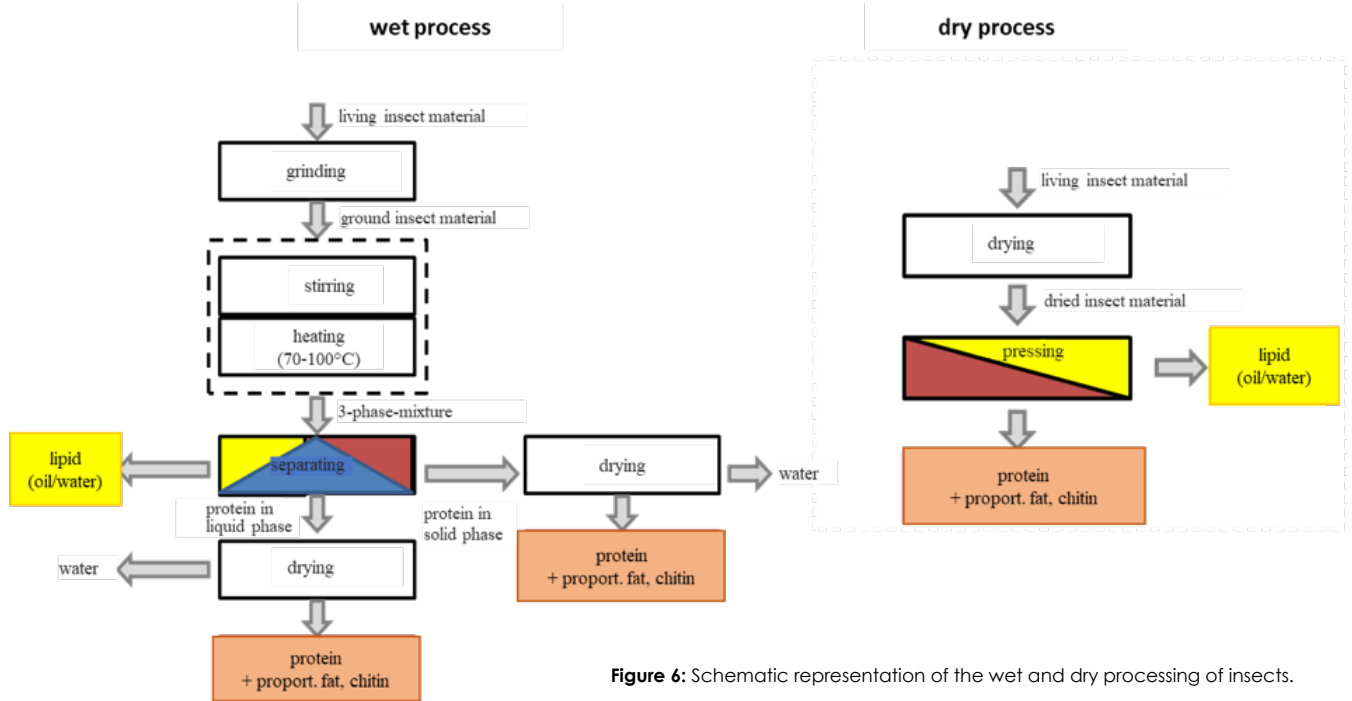 wet process
living insect material
grinding
ground insect material
stirring
heating
(70-100°C)
3-phase-mixture
lipid
(oil/water)
separating
drying
water
protein in
liquid phase
protein in
solid phase
protein
+ proport. fat, chitin
water
drying
protein
+ proport. fat, chitin
dry process
living insect material
drying
dried insect material
pressing
lipid
(oil/water)
protein
+ proport. fat, chitin
Figure 6: Schematic representation of the wet and dry processing of insects.